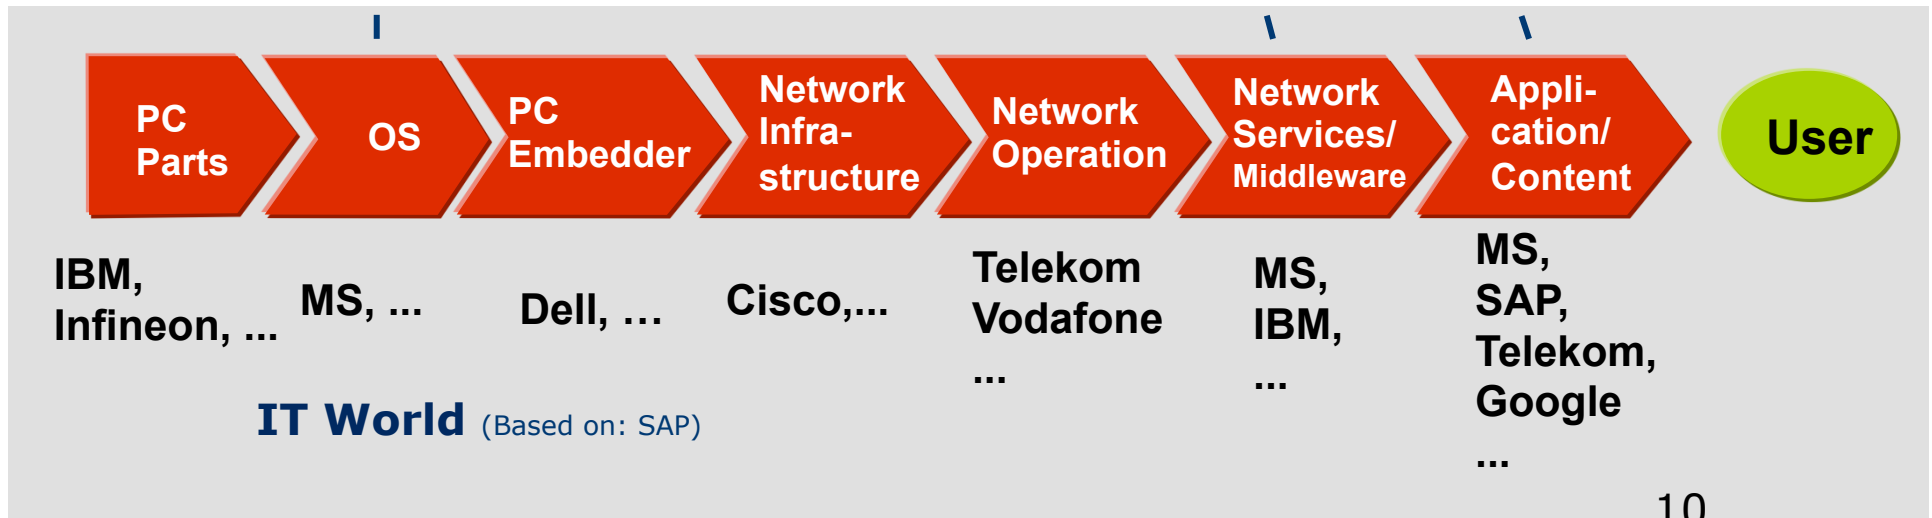 PC
Parts
OS
PC
Embedder
Network
Infra-
structure
Network
Operation
Network
Services/
Middleware
Appli-
cation/
Content
User
IBM,
Infineon, ...
MS, ...
Dell, ...
Cisco,...
Telekom
Vodafone
...
MS,
IBM,
...
MS,
SAP,
Telekom,
Google
...
IT World (Based on: SAP)
10